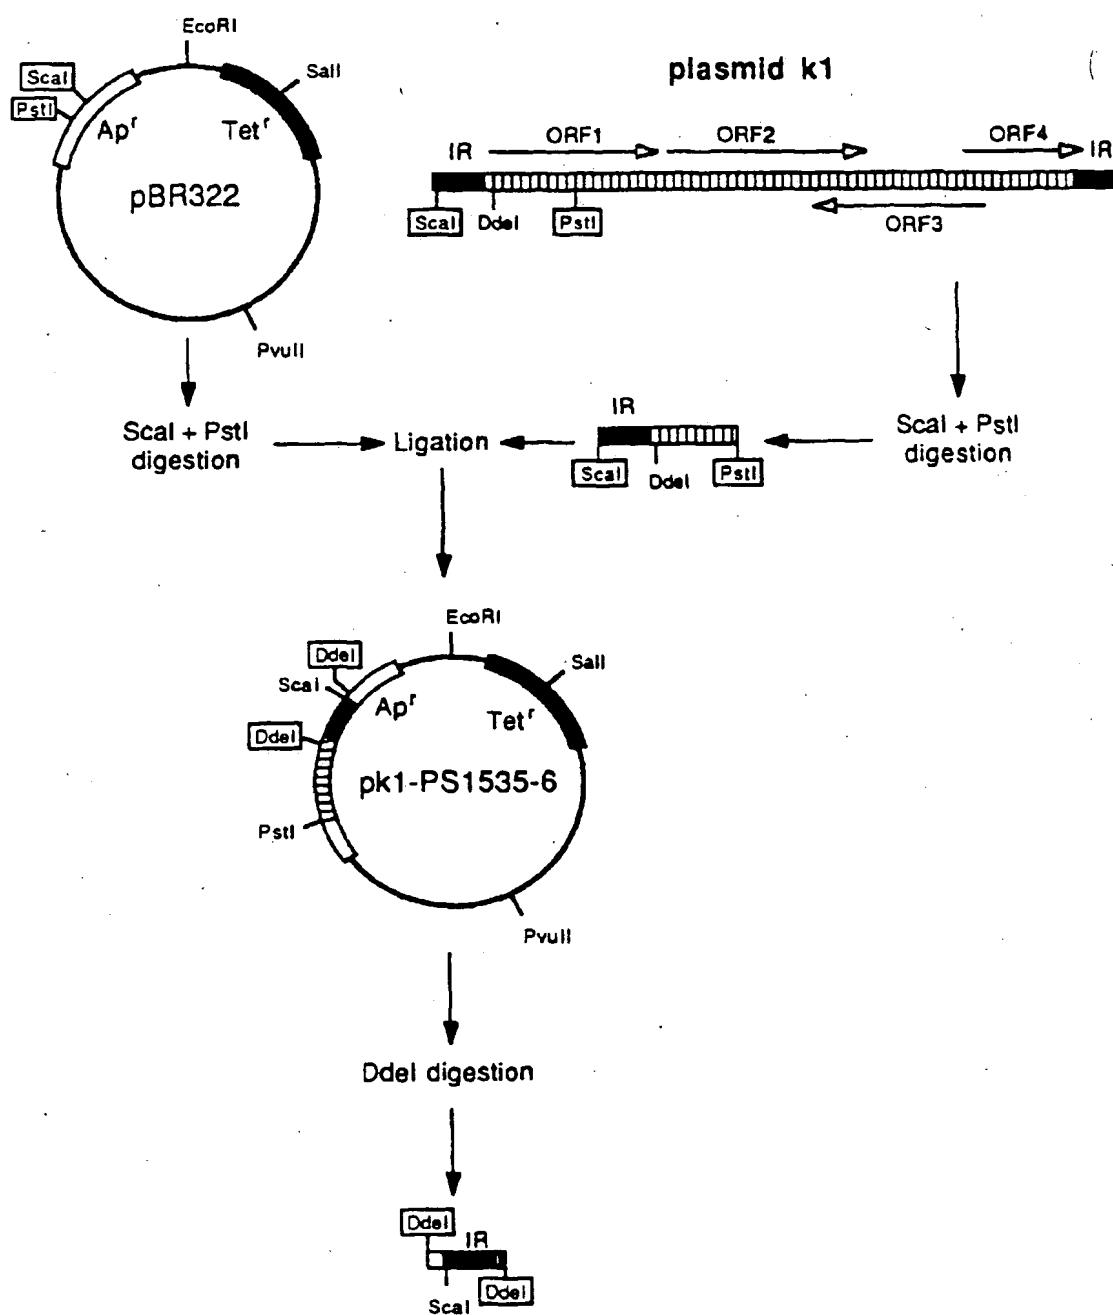 EcoRI
ScaI
SalI
PstI
Apʳ
Tetʳ
pBR322
PvuII
plasmid k1
ORF1
ORF2
ORF4
IR
IR
ScaI
DdeI
PstI
ORF3
ScaI + PstI
digestion
Ligation
IR
ScaI
DdeI
PstI
ScaI + PstI
digestion
EcoRI
DdeI
SalI
ScaI
Apʳ
Tetʳ
DdeI
pk1-PS1535-6
PstI
PvuII
DdeI digestion
DdeI
IR
ScaI
DdeI